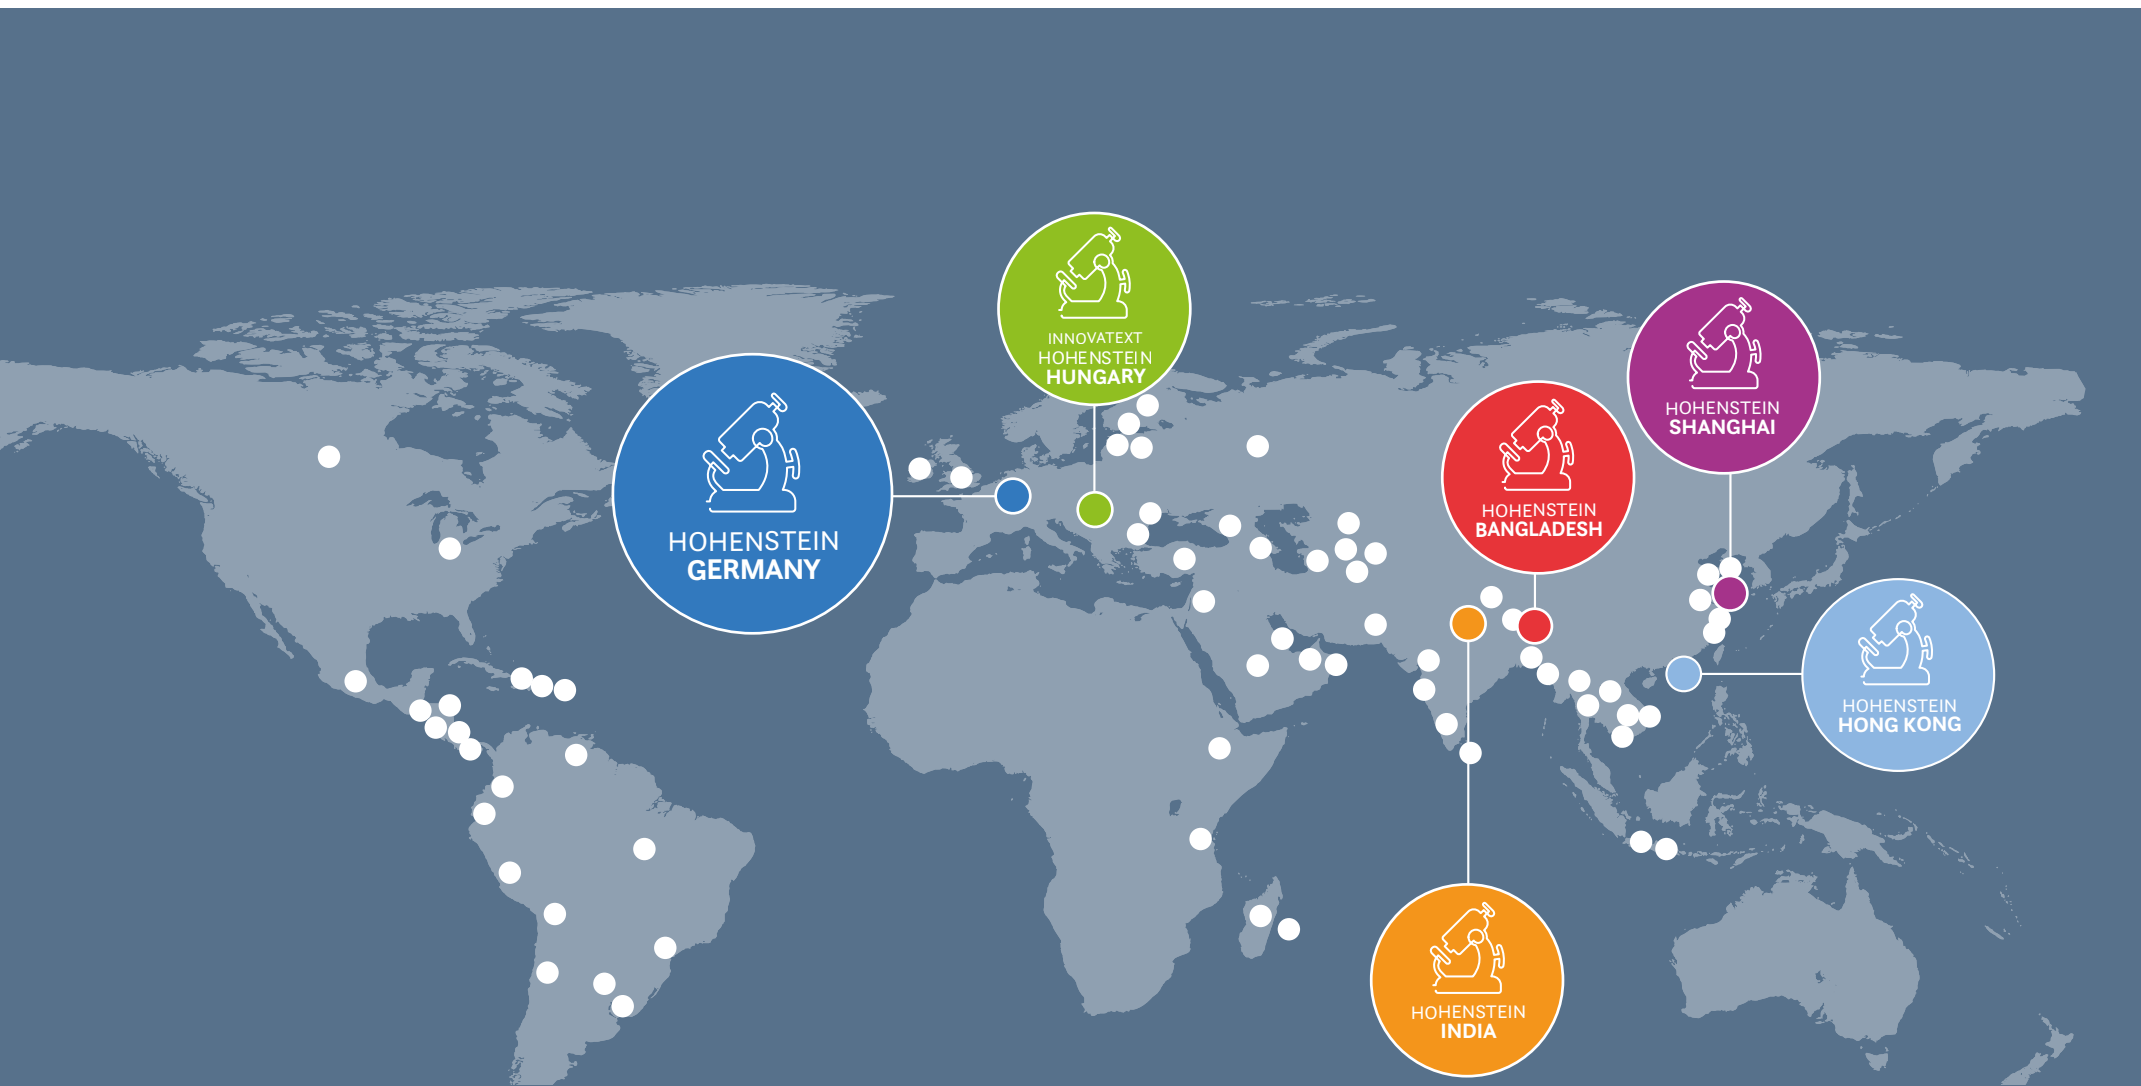 INNOVATEXT
HOHENSTEIN
HUNGARY
HOHENSTEIN
SHANGHAI
HOHENSTEIN
BANGLADESH
HOHENSTEIN
GERMANY
HOHENSTEIN
HONG KONG
HOHENSTEIN
INDIA